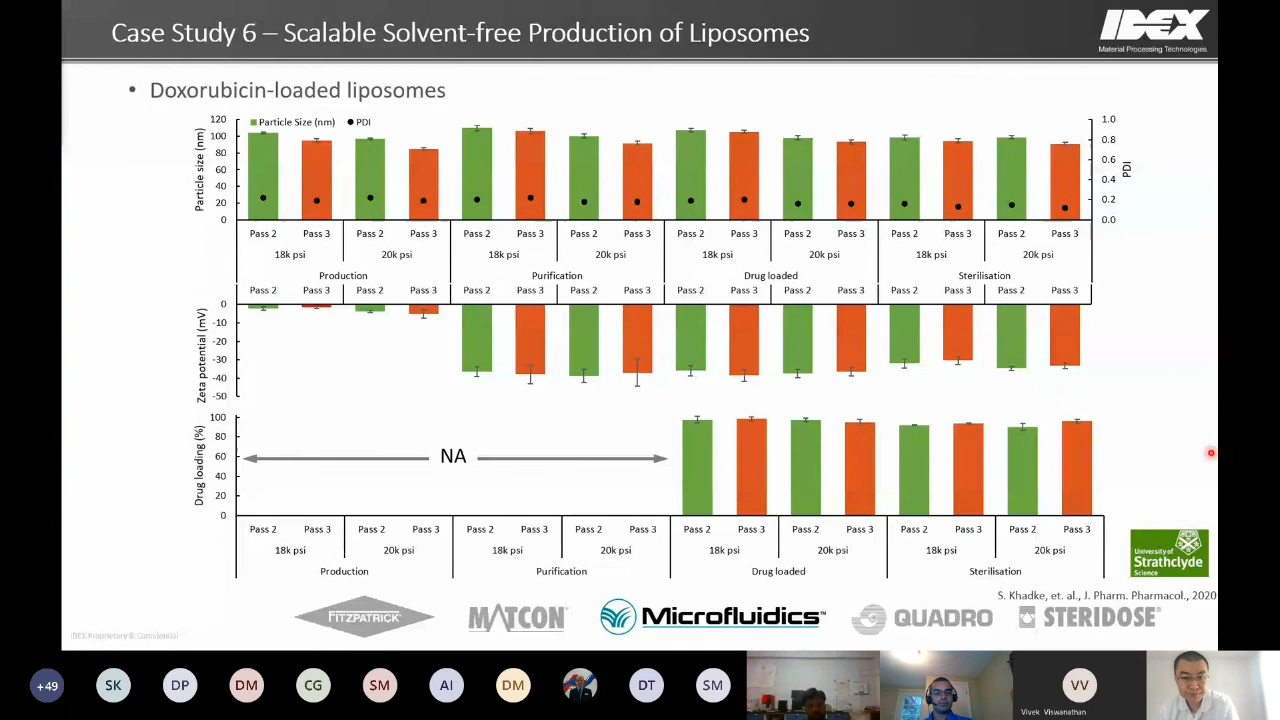 Case Study 6 – Scalable Solvent-free Production of Liposomes
IDEX
Material Processing Technologies
• Doxorubicin-loaded liposomes
Particle Size (nm) PDI
Particle size (nm)
120
100
80
60
40
20
0
1.0
0.8
0.6
0.4
0.2
0.0
PDI
Pass 2 Pass 3 Pass 2 Pass 3 Pass 2 Pass 3 Pass 2 Pass 3 Pass 2 Pass 3 Pass 2 Pass 3 Pass 2 Pass 3 Pass 2 Pass 3
18k psi 20k psi 18k psi 20k psi 18k psi 20k psi 18k psi 20k psi
Production Purification Drug loaded Sterilisation
Pass 2 Pass 3 Pass 2 Pass 3 Pass 2 Pass 3 Pass 2 Pass 3 Pass 2 Pass 3 Pass 2 Pass 3 Pass 2 Pass 3 Pass 2 Pass 3
Zeta potential (mV)
0
-10
-20
-30
-40
-50
Drug loading (%)
100
80
60
40
20
0
NA
Pass 2 Pass 3 Pass 2 Pass 3 Pass 2 Pass 3 Pass 2 Pass 3 Pass 2 Pass 3 Pass 2 Pass 3 Pass 2 Pass 3 Pass 2 Pass 3
18k psi 20k psi 18k psi 20k psi 18k psi 20k psi 18k psi 20k psi
Production Purification Drug loaded Sterilisation
University of
Strathclyde
Science
S. Khadke, et. al., J. Pharm. Pharmacol., 2020
FITZPATRICK MATCON Microfluidics™ QUADRO STERIDOSE
IDEX Proprietary & Confidential
+49 SK DP DM CG SM AI DM DT SM VV
Vivek Viswanathan